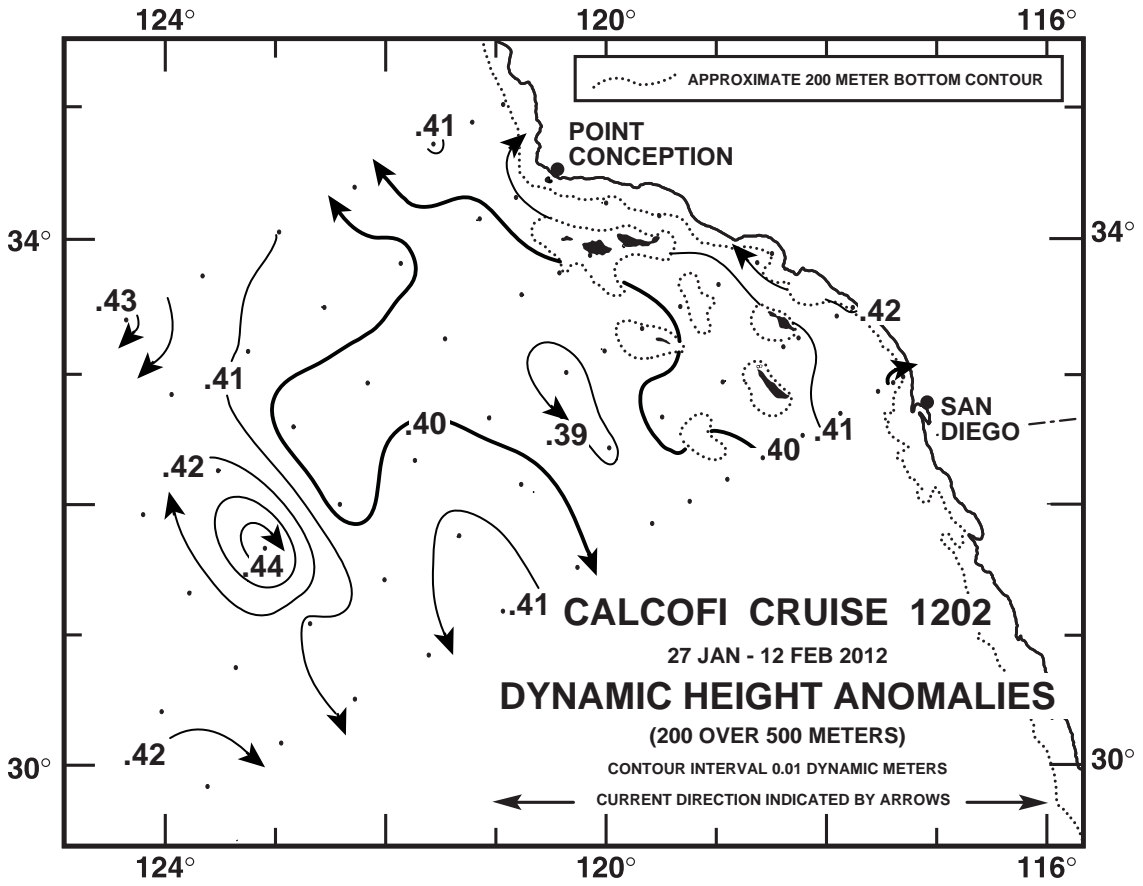 124° 120° 116°
APPROXIMATE 200 METER BOTTOM CONTOUR
.41
POINT
CONCEPTION
34° 34°
.43
.42
.41
.40
.39
.41
.40
SAN
DIEGO
.42
.44
.41
CALCOFI CRUISE 1202
27 JAN - 12 FEB 2012
DYNAMIC HEIGHT ANOMALIES
(200 OVER 500 METERS)
.42
30° 30°
CONTOUR INTERVAL 0.01 DYNAMIC METERS
CURRENT DIRECTION INDICATED BY ARROWS
124° 120° 116°